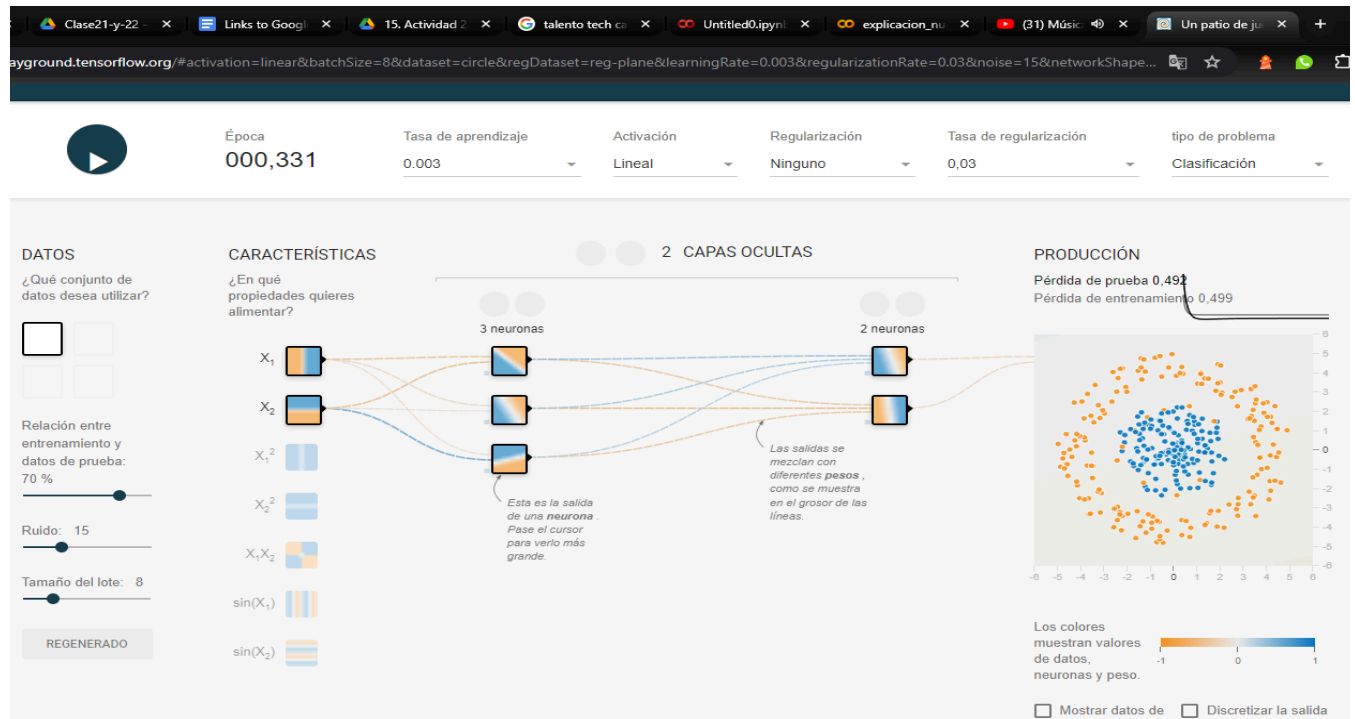 Clase21-y-22 -
Links to Googl
15. Actividad 2
talento tech ca
Untitled0.ipynb
explicacion_nu
(31) Músic
Un patio de ju
ayground.tensorflow.org/#activation=linear&batchSize=8&dataset=circle&regDataset=reg-plane&learningRate=0.003&regularizationRate=0.03&noise=15&networkShape...
Época
000,331
Tasa de aprendizaje
0.003
Activación
Lineal
Regularización
Ninguno
Tasa de regularización
0,03
tipo de problema
Clasificación
DATOS
¿Qué conjunto de
datos desea utilizar?
Relación entre
entrenamiento y
datos de prueba:
70 %
Ruido: 15
Tamaño del lote: 8
REGENERADO
CARACTERÍSTICAS
¿En qué
propiedades quieres
alimentar?
X₁
X₂
X₁²
X₂²
X₁X₂
sin(X₁)
sin(X₂)
2 CAPAS OCULTAS
3 neuronas
2 neuronas
Esta es la salida
de una neurona .
Pase el cursor
para verlo más
grande.
Las salidas se
mezclan con
diferentes pesos ,
como se muestra
en el grosor de las
líneas.
PRODUCCIÓN
Pérdida de prueba 0,492
Pérdida de entrenamiento 0,499
6
5
4
3
2
1
0
-1
-2
-3
-4
-5
-6
-6 -5 -4 -3 -2 -1 0 1 2 3 4 5 6
Los colores
muestran valores
de datos,
neuronas y peso.
-1 0 1
Mostrar datos de
Discretizar la salida